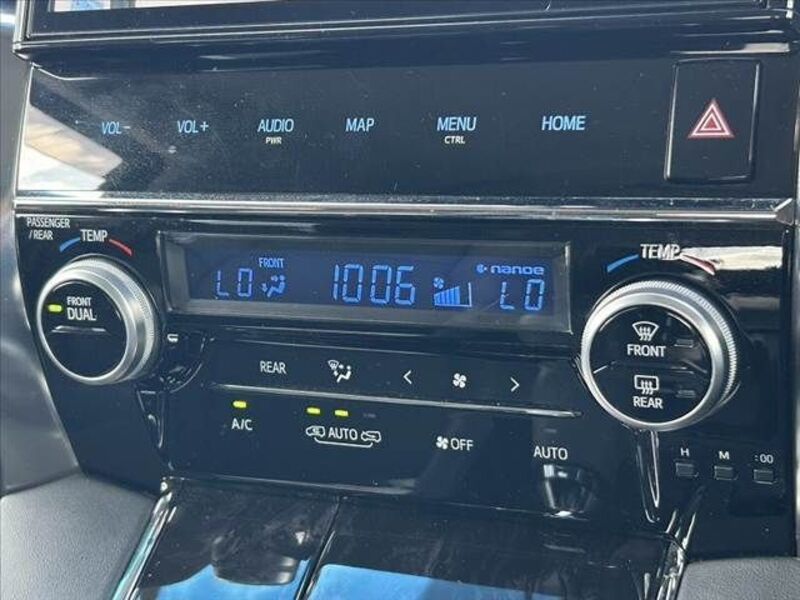 VOL- VOL+ AUDIO MAP MENU HOME
PWR CTRL
PASSENGER
/REAR
TEMP
FRONT
DUAL
FRONT
LO 1006 nanoe LO
TEMP
FRONT
REAR
REAR
A/C AUTO OFF AUTO
H M :00